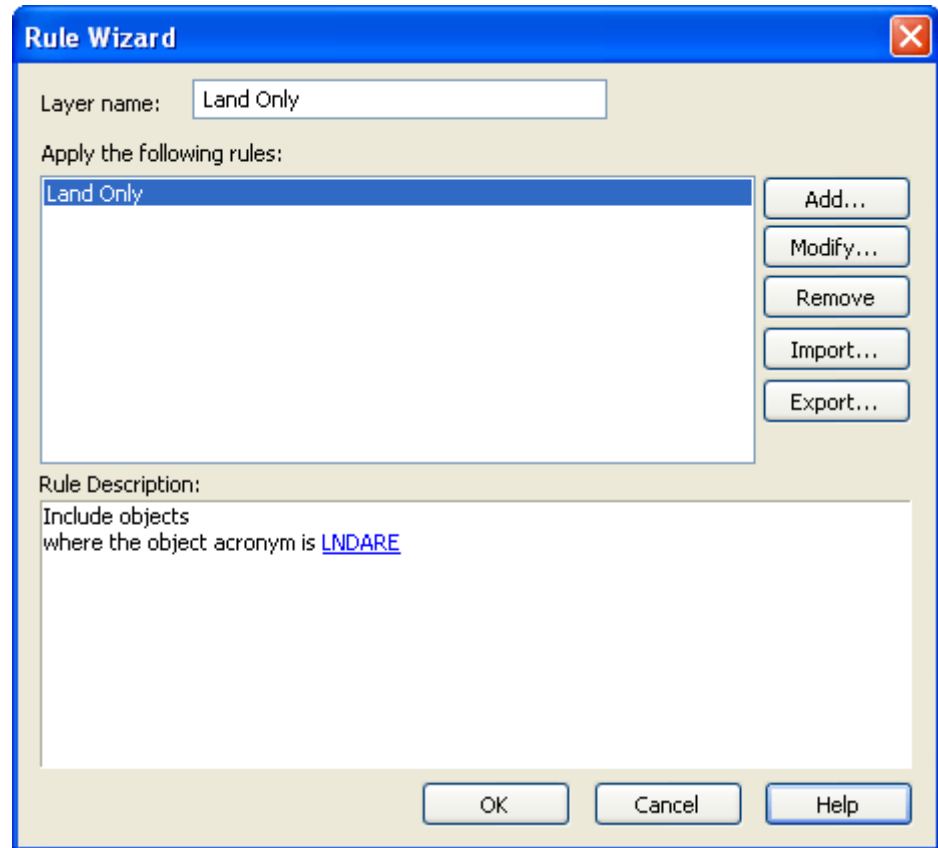 Rule Wizard
Layer name: Land Only
Apply the following rules:
Land Only
Add...
Modify...
Remove
Import...
Export...
Rule Description:
Include objects
where the object acronym is LNDARE
OK Cancel Help